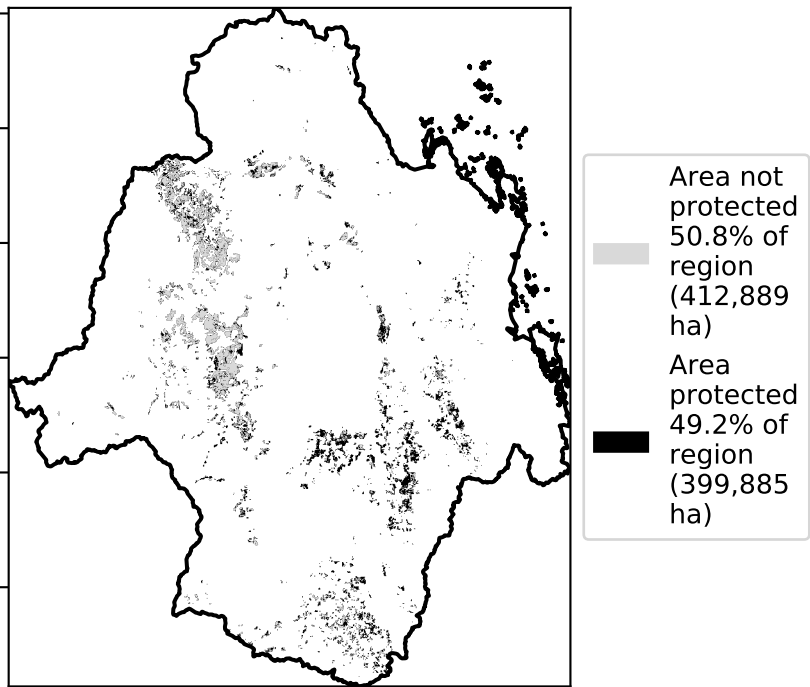 Area not
protected
50.8% of
region
(412,889
ha)
Area
protected
49.2% of
region
(399,885
ha)